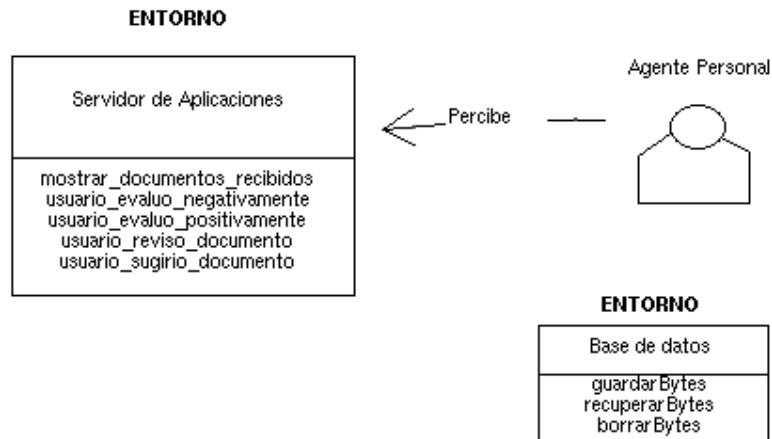 ENTORNO
Servidor de Aplicaciones
mostrar_documentos_recibidos
usuario_evaluo_negativamente
usuario_evaluo_positivamente
usuario_reviso_documento
usuario_sugirio_documento
Percibe
Agente Personal
ENTORNO
Base de datos
guardarBytes
recuperarBytes
borrarBytes